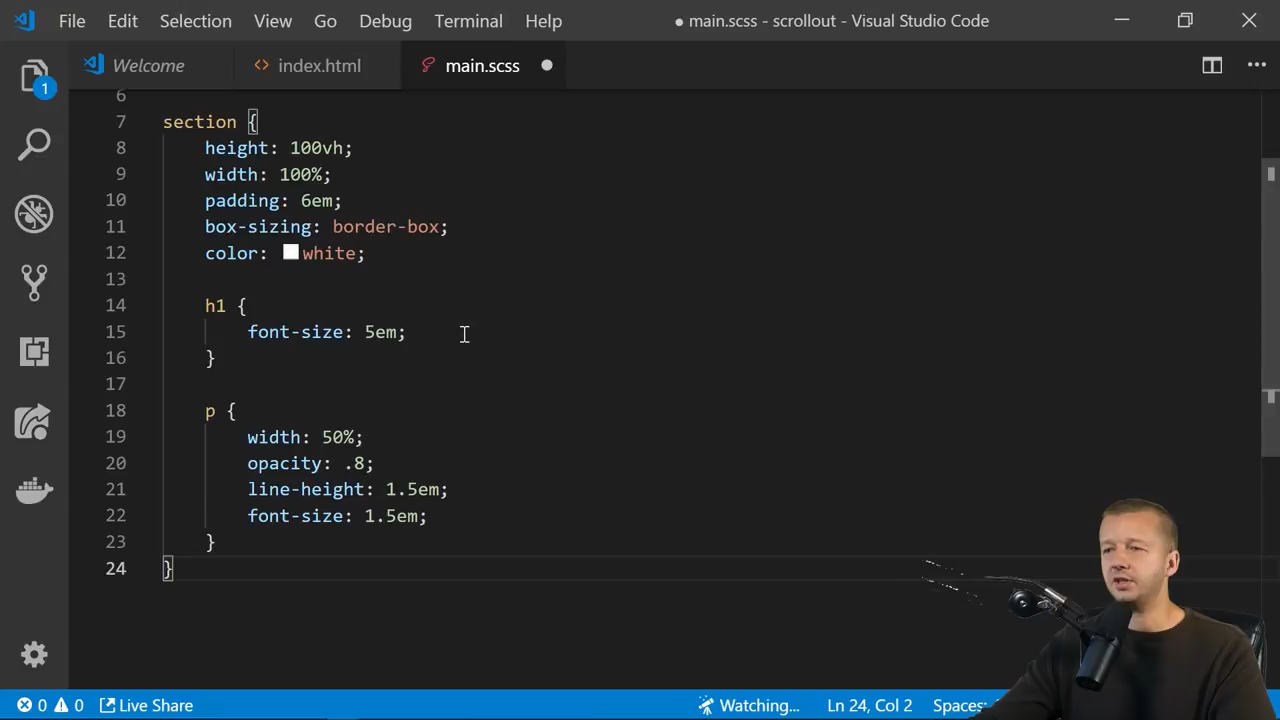 File Edit Selection View Go Debug Terminal Help ● main.scss - scrollout - Visual Studio Code
Welcome index.html main.scss
1
6
7 section {
8 height: 100vh;
9 width: 100%;
10 padding: 6em;
11 box-sizing: border-box;
12 color: white;
13
14 h1 {
15 font-size: 5em;
16 }
17
18 p {
19 width: 50%;
20 opacity: .8;
21 line-height: 1.5em;
22 font-size: 1.5em;
23 }
24 }
0 0 Live Share Watching... Ln 24, Col 2 Spaces: